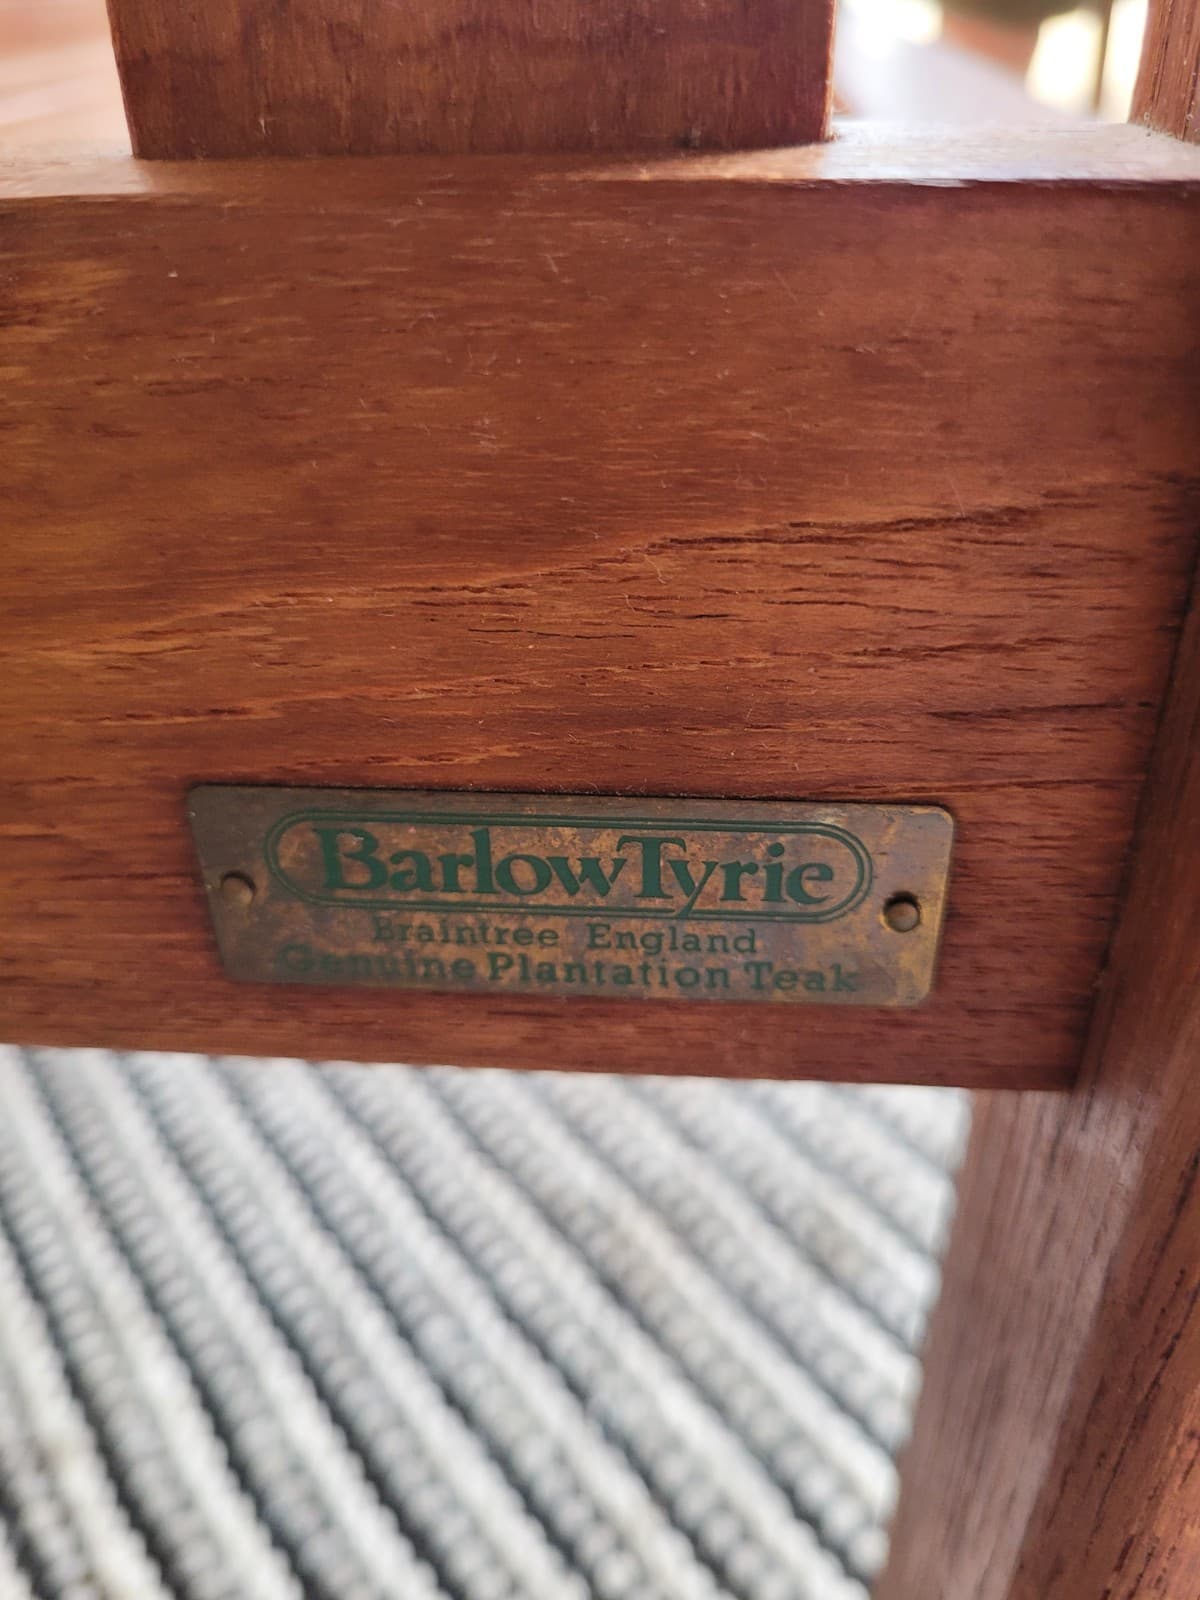 BarlowTyrie
Braintree England
Genuine Plantation Teak